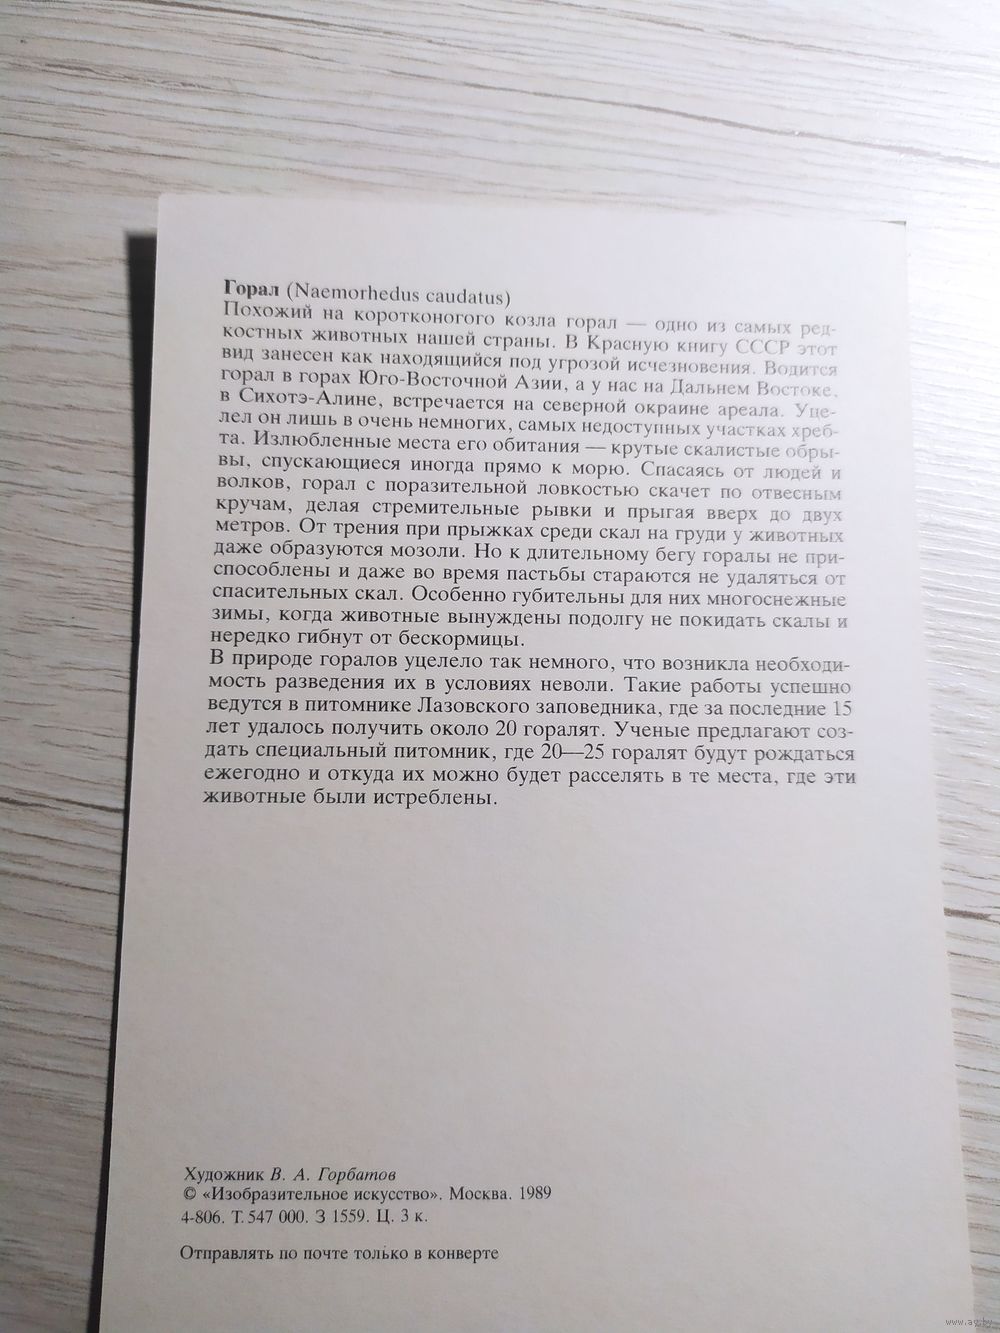 Горал (Naemorhedus caudatus)
Похожий на коротконогого козла горал — одно из самых ред-
костных животных нашей страны. В Красную книгу СССР этот
вид занесен как находящийся под угрозой исчезновения. Водится
горал в горах Юго-Восточной Азии, а у нас на Дальнем Востоке,
в Сихотэ-Алине, встречается на северной окраине ареала. Уце-
лел он лишь в очень немногих, самых недоступных участках хреб-
та. Излюбленные места его обитания — крутые скалистые обры-
вы, спускающиеся иногда прямо к морю. Спасаясь от людей и
волков, горал с поразительной ловкостью скачет по отвесным
кручам, делая стремительные рывки и прыгая вверх до двух
метров. От трения при прыжках среди скал на груди у животных
даже образуются мозоли. Но к длительному бегу горалы не при-
способлены и даже во время пастьбы стараются не удаляться от
спасительных скал. Особенно губительны для них многоснежные
зимы, когда животные вынуждены подолгу не покидать скалы и
нередко гибнут от бескормицы.
В природе горалов уцелело так немного, что возникла необходи-
мость разведения их в условиях неволи. Такие работы успешно
ведутся в питомнике Лазовского заповедника, где за последние 15
лет удалось получить около 20 горалят. Ученые предлагают соз-
дать специальный питомник, где 20—25 горалят будут рождаться
ежегодно и откуда их можно будет расселять в те места, где эти
животные были истреблены.
Художник В. А. Горбатов
© «Изобразительное искусство». Москва. 1989
4-806. Т. 547 000. З 1559. Ц. 3 к.
Отправлять по почте только в конверте
www.ay.by